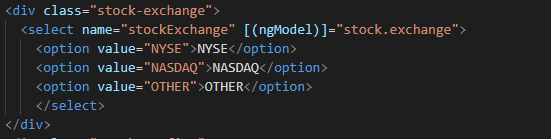 <div class="stock-exchange">
  <select name="stockExchange" [(ngModel)]="stock.exchange">
    <option value="NYSE">NYSE</option>
    <option value="NASDAQ">NASDAQ</option>
    <option value="OTHER">OTHER</option>
    </select>
</div>